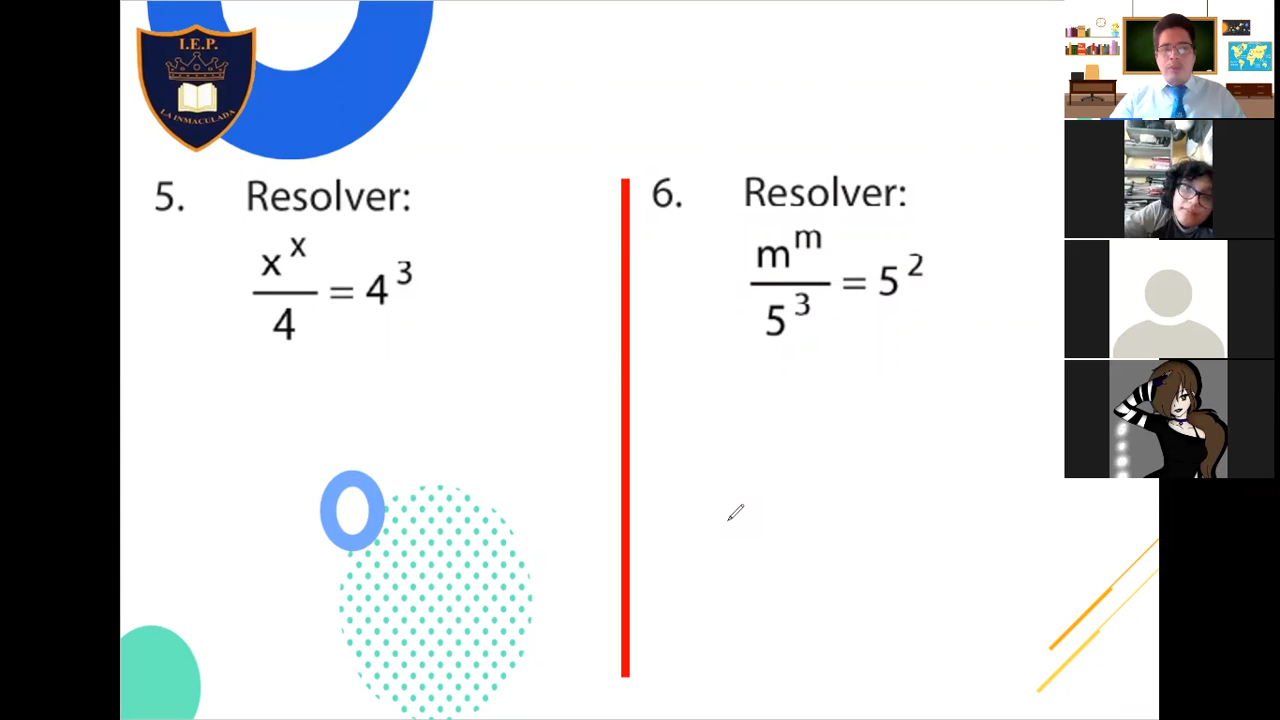 I.E.P.
LA INMACULADA
5. Resolver:
x^x / 4 = 4^3
6. Resolver:
m^m / 5^3 = 5^2